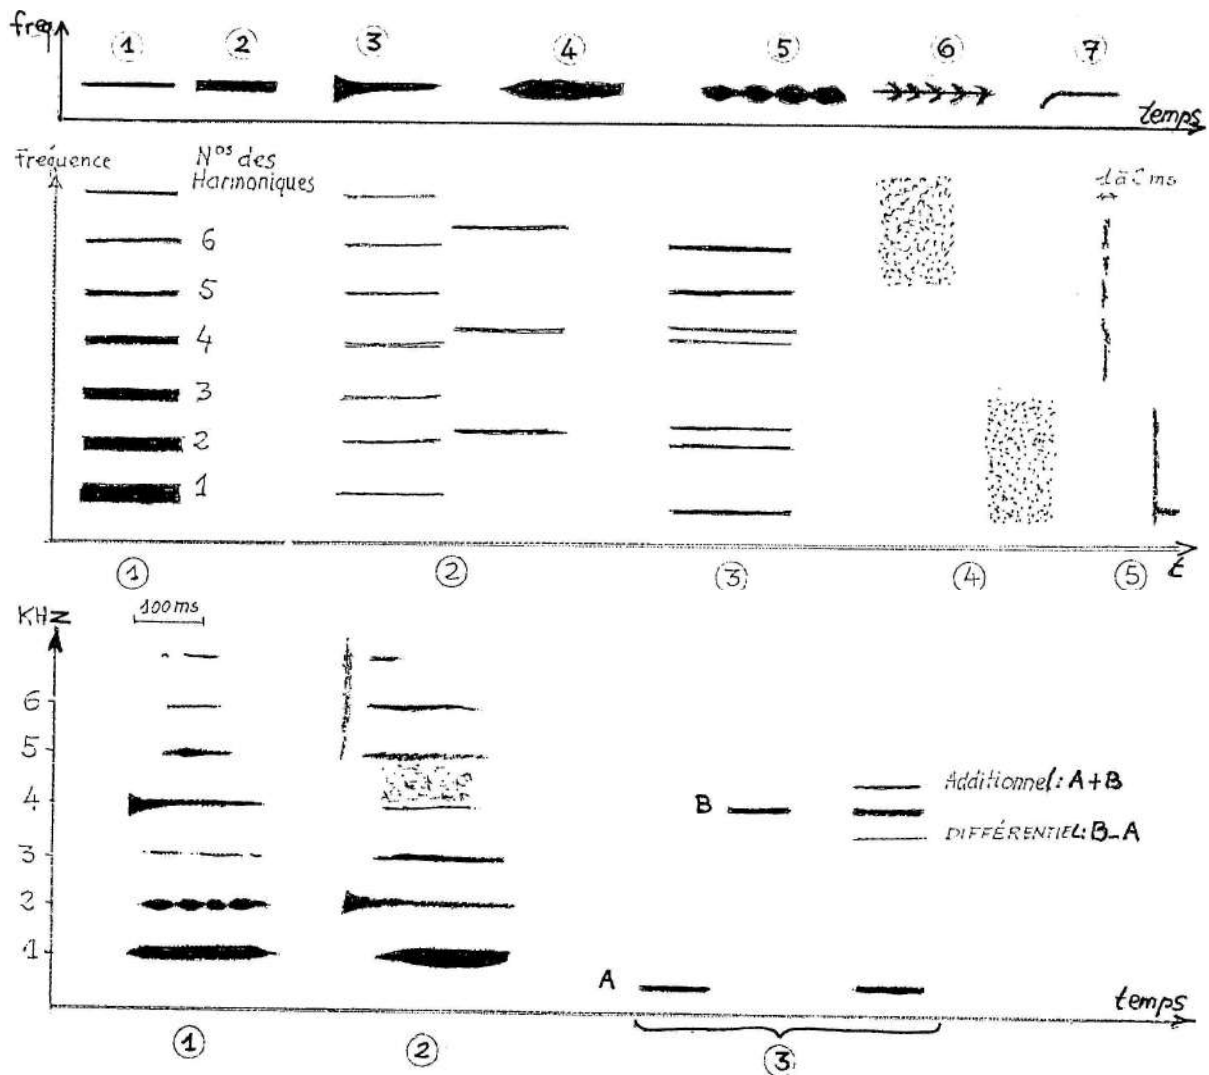 freq
1 2 3 4 5 6 7
temps
Fréquence
Nos des
Harmoniques
6
5
4
3
2
1
1 2 3 4 5
t
KHz
100ms
6
5
4
3
2
1
B
Additionnel: A+B
DIFFÉRENTIEL: B-A
A
temps
1 2 3